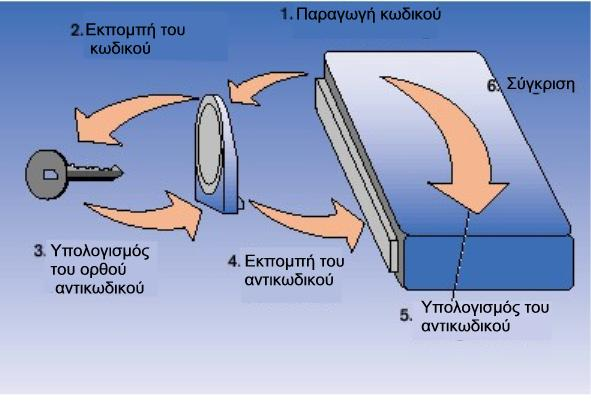 1. Παραγωγή κωδικού
2. Εκπομπή του
κωδικού
3. Υπολογισμός
του ορθού
αντικωδικού
4. Εκπομπή του
αντικωδικού
5. Υπολογισμός του
αντικωδικού
6. Σύγκριση